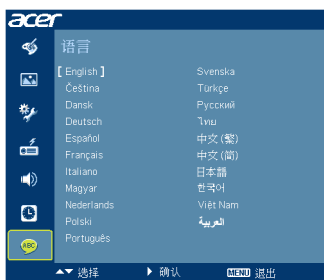 acer
语言
[ English ] Svenska
Čeština Türkçe
Dansk Русский
Deutsch ไทย
Español 中文 (繁)
Français 中文 (简)
Italiano 日本語
Magyar 한국어
Nederlands Việt Nam
Polski العربية
Português
ABC
▲▼ 选择 ▶ 确认 MENU 退出